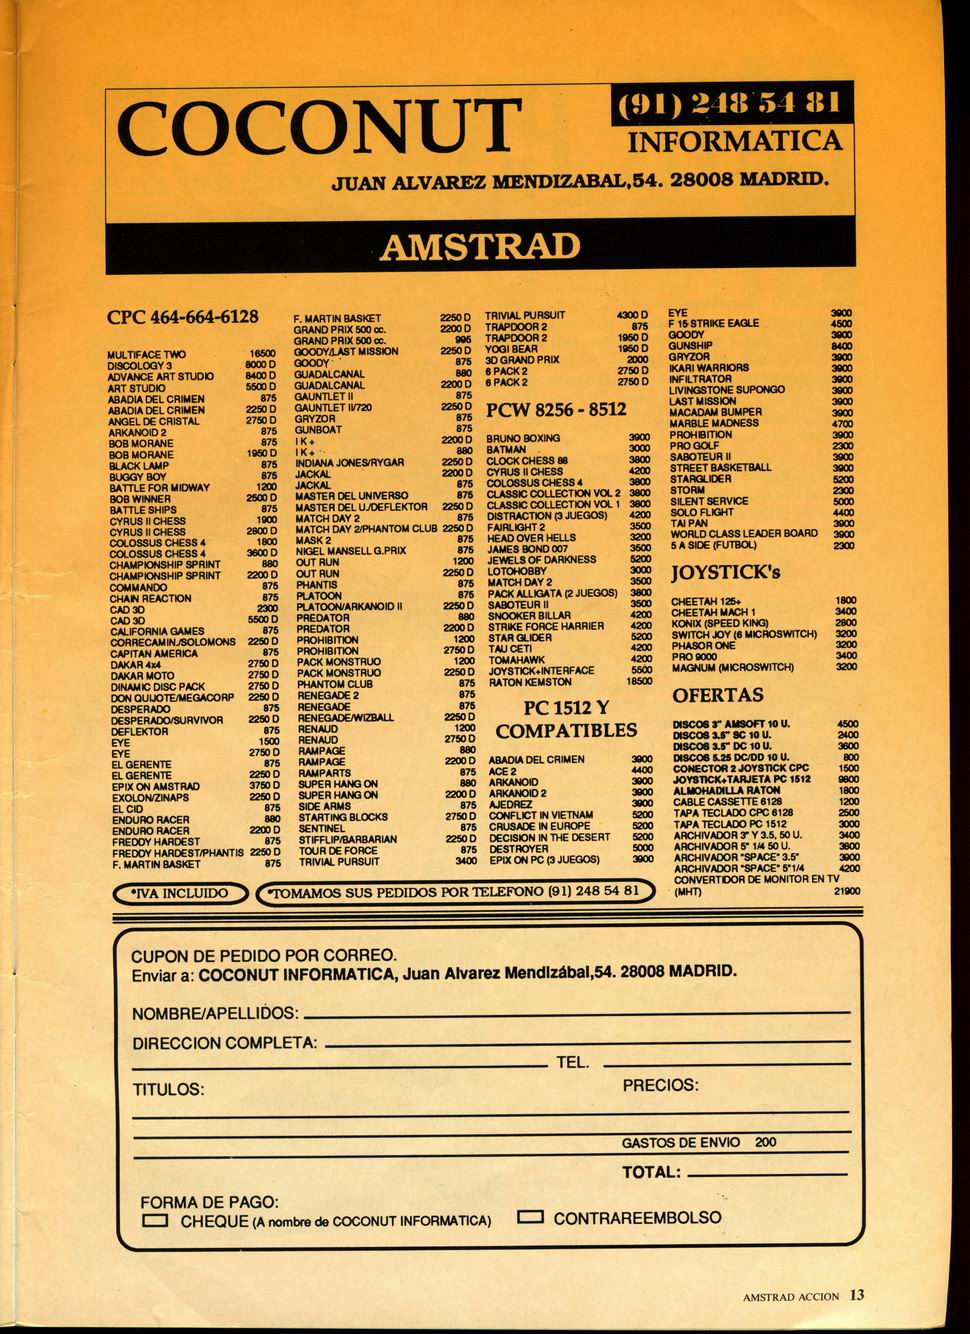 COCONUT
(91) 248 54 81
INFORMATICA
JUAN ALVAREZ MENDIZABAL,54. 28008 MADRID.
AMSTRAD
CPC 464-664-6128
MULTIFACE TWO 16500
DISCOLOGY 3 8000 D
ADVANCE ART STUDIO 8400 D
ART STUDIO 5500 D
ABADIA DEL CRIMEN 875
ABADIA DEL CRIMEN 2250 D
ANGEL DE CRISTAL 2750 D
ARKANOID 2 875
BOB MORANE 875
BOB MORANE 1950 D
BLACK LAMP 875
BUGGY BOY 875
BATTLE FOR MIDWAY 1200
BOB WINNER 2500 D
BATTLE SHIPS 875
CYRUS II CHESS 1900
CYRUS II CHESS 2800 D
COLOSSUS CHESS 4 1800
COLOSSUS CHESS 4 3600 D
CHAMPIONSHIP SPRINT 880
CHAMPIONSHIP SPRINT 2200 D
COMMANDO 875
CHAIN REACTION 875
CAD 3D 2300
CAD 3D 5500 D
CALIFORNIA GAMES 875
CORRECAMIN./SOLOMONS 2250 D
CAPITAN AMERICA 875
DAKAR 4x4 2750 D
DAKAR MOTO 2750 D
DINAMIC DISC PACK 2750 D
DON QUIJOTE/MEGACORP 2250 D
DESPERADO 875
DESPERADO/SURVIVOR 2250 D
DEFLEKTOR 875
EYE 1500
EYE 2750 D
EL GERENTE 875
EL GERENTE 2250 D
EPIX ON AMSTRAD 3750 D
EXOLON/ZINAPS 2250 D
EL CID 875
ENDURO RACER 880
ENDURO RACER 2200 D
FREDDY HARDEST 875
FREDDY HARDEST/PHANTIS 2250 D
F. MARTIN BASKET 875
F. MARTIN BASKET 2250 D
GRAND PRIX 500 cc. 2200 D
GRAND PRIX 500 cc. 995
GOODY/LAST MISSION 2250 D
GOODY 875
GUADALCANAL 880
GUADALCANAL 2200 D
GAUNTLET II 875
GAUNTLET II/720 2250 D
GRYZOR 875
GUNBOAT 875
I K + 2200 D
I K + 880
INDIANA JONES/RYGAR 2250 D
JACKAL 2200 D
JACKAL 875
MASTER DEL UNIVERSO 875
MASTER DEL U./DEFLEKTOR 2250 D
MATCH DAY 2 875
MATCH DAY 2/PHANTOM CLUB 2250 D
MASK 2 875
NIGEL MANSELL G.PRIX 875
OUT RUN 1200
OUT RUN 2250 D
PHANTIS 875
PLATOON 875
PLATOON/ARKANOID II 2250 D
PREDATOR 880
PREDATOR 2200 D
PROHIBITION 1200
PROHIBITION 2750 D
PACK MONSTRUO 1200
PACK MONSTRUO 2250 D
PHANTOM CLUB 875
RENEGADE 2 875
RENEGADE 875
RENEGADE/WIZBALL 2250 D
RENAUD 1200
RENAUD 2750 D
RAMPAGE 880
RAMPAGE 2200 D
RAMPARTS 875
SUPER HANG ON 880
SUPER HANG ON 2200 D
SIDE ARMS 875
STARTING BLOCKS 2750 D
SENTINEL 875
STIFFLIP/BARBARIAN 2250 D
TOUR DE FORCE 875
TRIVIAL PURSUIT 3400
TRIVIAL PURSUIT 4300 D
TRAPDOOR 2 875
TRAPDOOR 2 1950 D
YOGI BEAR 1950 D
3D GRAND PRIX 2000
6 PACK 2 2750 D
6 PACK 2 2750 D
PCW 8256 - 8512
BRUNO BOXING 3900
BATMAN 3000
CLOCK CHESS 88 3800
CYRUS II CHESS 4200
COLOSSUS CHESS 4 3800
CLASSIC COLLECTION VOL 2 3800
CLASSIC COLLECTION VOL 1 3800
DISTRACTION (3 JUEGOS) 4200
FAIRLIGHT 2 3500
HEAD OVER HELLS 3200
JAMES BOND 007 3500
JEWELS OF DARKNESS 5200
LOTOHOBBY 3000
MATCH DAY 2 3500
PACK ALLIGATA (2 JUEGOS) 3800
SABOTEUR II 3500
SNOOKER BILLAR 4200
STRIKE FORCE HARRIER 4200
STAR GLIDER 5200
TAU CETI 4200
TOMAHAWK 4200
JOYSTICK+INTERFACE 5500
RATON KEMSTON 18500
PC 1512 Y
COMPATIBLES
ABADIA DEL CRIMEN 3900
ACE 2 4400
ARKANOID 3900
ARKANOID 2 3900
AJEDREZ 3900
CONFLICT IN VIETNAM 5200
CRUSADE IN EUROPE 5200
DECISION IN THE DESERT 5200
DESTROYER 5000
EPIX ON PC (3 JUEGOS) 3900
EYE 3900
F 15 STRIKE EAGLE 4500
GOODY 3900
GUNSHIP 8400
GRYZOR 3900
IKARI WARRIORS 3900
INFILTRATOR 3900
LIVINGSTONE SUPONGO 3900
LAST MISSION 3900
MACADAM BUMPER 3900
MARBLE MADNESS 4700
PROHIBITION 3900
PRO GOLF 2300
SABOTEUR II 3900
STREET BASKETBALL 3900
STARGLIDER 5200
STORM 2300
SILENT SERVICE 5000
SOLO FLIGHT 4400
TAI PAN 3900
WORLD CLASS LEADER BOARD 3900
5 A SIDE (FUTBOL) 2300
JOYSTICK's
CHEETAH 125+ 1800
CHEETAH MACH 1 3400
KONIX (SPEED KING) 2800
SWITCH JOY (6 MICROSWITCH) 3200
PHASOR ONE 3200
PRO 9000 3400
MAGNUM (MICROSWITCH) 3200
OFERTAS
DISCOS 3" AMSOFT 10 U. 4500
DISCOS 3.5" SC 10 U. 2400
DISCOS 3.5" DC 10 U. 3600
DISCOS 5.25 DC/DD 10 U. 800
CONECTOR 2 JOYSTICK CPC 1500
JOYSTICK+TARJETA PC 1512 9800
ALMOHADILLA RATON 1800
CABLE CASSETTE 6128 1200
TAPA TECLADO CPC 6128 2500
TAPA TECLADO PC 1512 3000
ARCHIVADOR 3" Y 3.5, 50 U. 3400
ARCHIVADOR 5" 1/4 50 U. 3800
ARCHIVADOR "SPACE" 3.5" 3900
ARCHIVADOR "SPACE" 5"1/4 4200
CONVERTIDOR DE MONITOR EN TV
(MHT) 21900
*IVA INCLUIDO
*TOMAMOS SUS PEDIDOS POR TELEFONO (91) 248 54 81
CUPON DE PEDIDO POR CORREO.
Enviar a: COCONUT INFORMATICA, Juan Alvarez Mendizábal,54. 28008 MADRID.
NOMBRE/APELLIDOS:
DIRECCION COMPLETA:
TEL.
TITULOS: PRECIOS:
GASTOS DE ENVIO 200
TOTAL:
FORMA DE PAGO:
CHEQUE (A nombre de COCONUT INFORMATICA) CONTRAREEMBOLSO
AMSTRAD ACCION 13